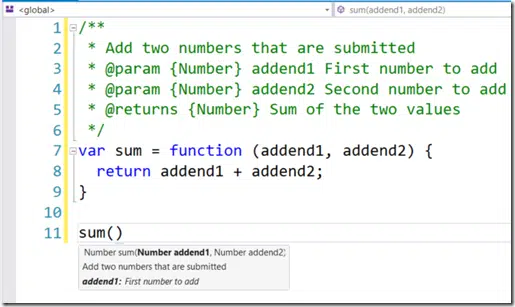 <global> sum(addend1, addend2)
1 /**
2 * Add two numbers that are submitted
3 * @param {Number} addend1 First number to add
4 * @param {Number} addend2 Second number to add
5 * @returns {Number} Sum of the two values
6 */
7 var sum = function (addend1, addend2) {
8 return addend1 + addend2;
9 }
10
11 sum()
Number sum(Number addend1, Number addend2)
Add two numbers that are submitted
addend1: First number to add